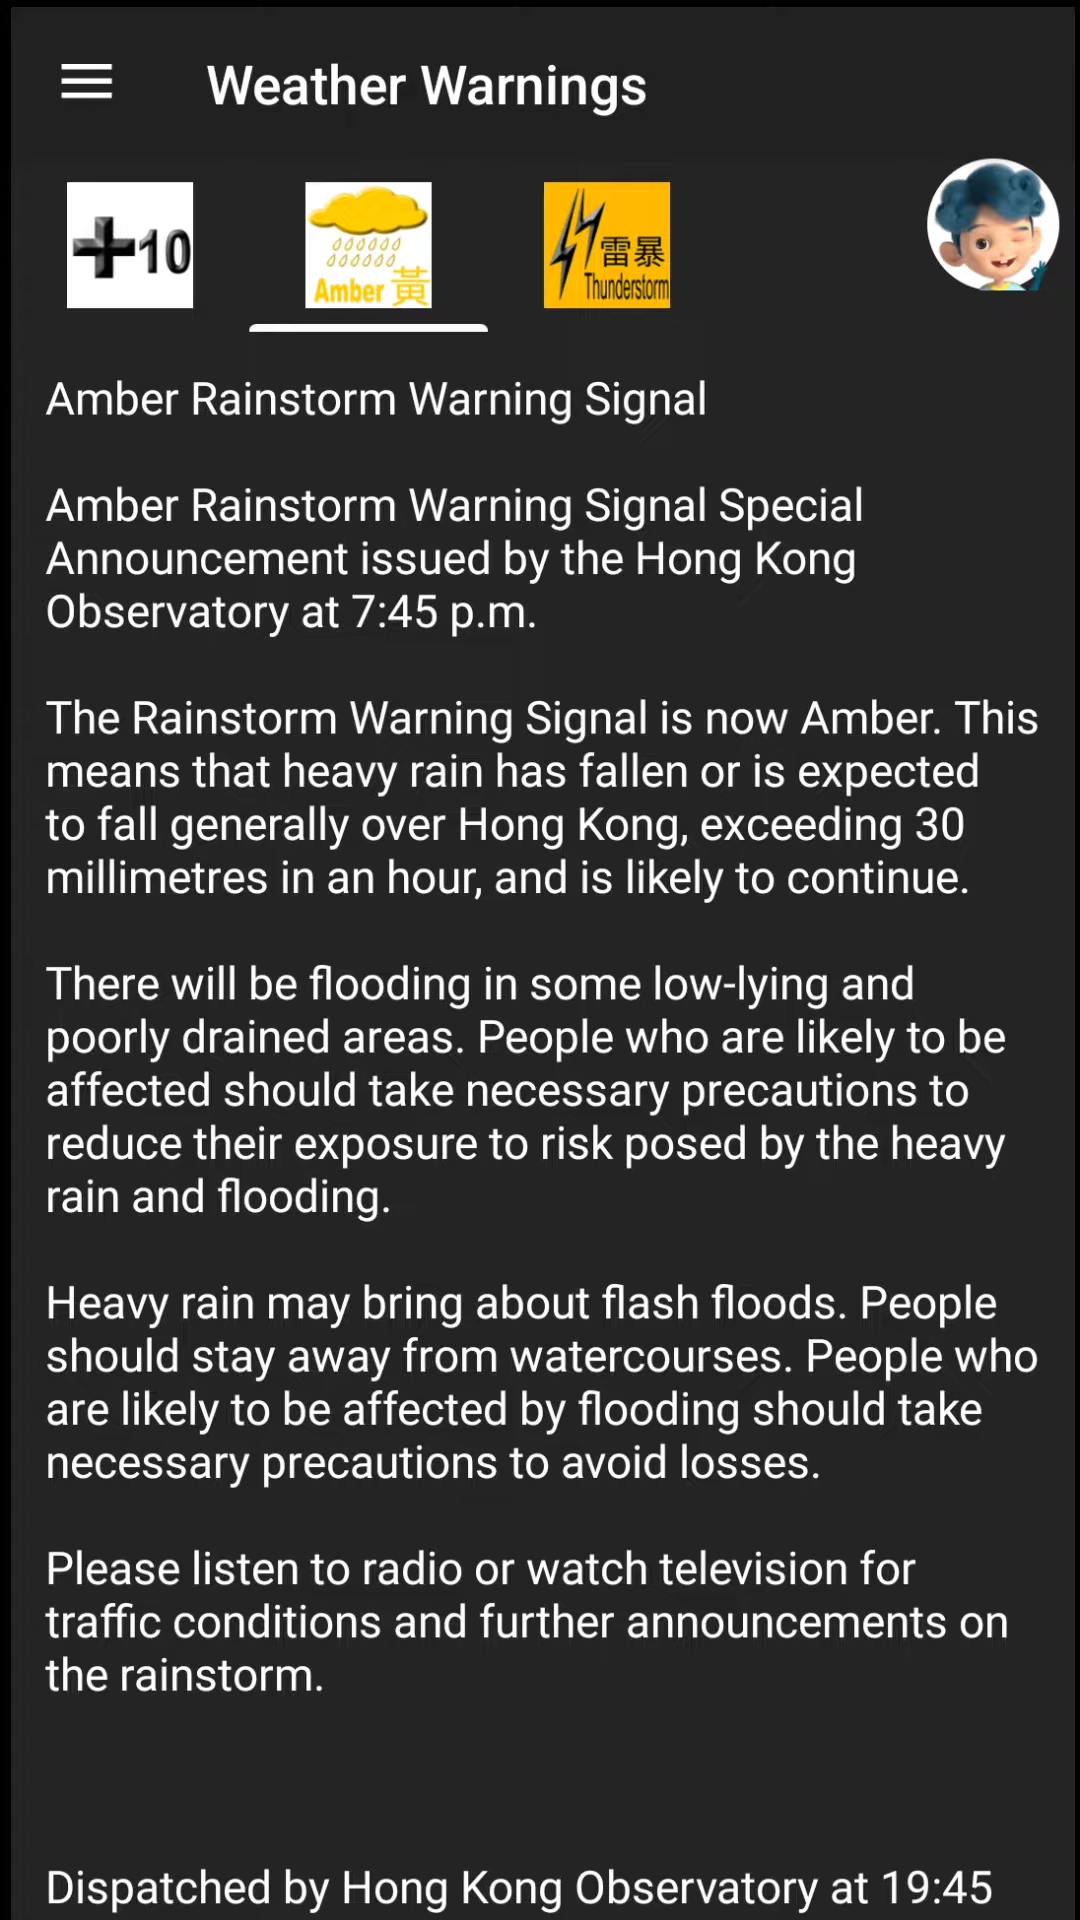 Weather Warnings
+10
Amber 黃
雷暴
Thunderstorm
Amber Rainstorm Warning Signal
Amber Rainstorm Warning Signal Special
Announcement issued by the Hong Kong
Observatory at 7:45 p.m.
The Rainstorm Warning Signal is now Amber. This
means that heavy rain has fallen or is expected
to fall generally over Hong Kong, exceeding 30
millimetres in an hour, and is likely to continue.
There will be flooding in some low-lying and
poorly drained areas. People who are likely to be
affected should take necessary precautions to
reduce their exposure to risk posed by the heavy
rain and flooding.
Heavy rain may bring about flash floods. People
should stay away from watercourses. People who
are likely to be affected by flooding should take
necessary precautions to avoid losses.
Please listen to radio or watch television for
traffic conditions and further announcements on
the rainstorm.
Dispatched by Hong Kong Observatory at 19:45